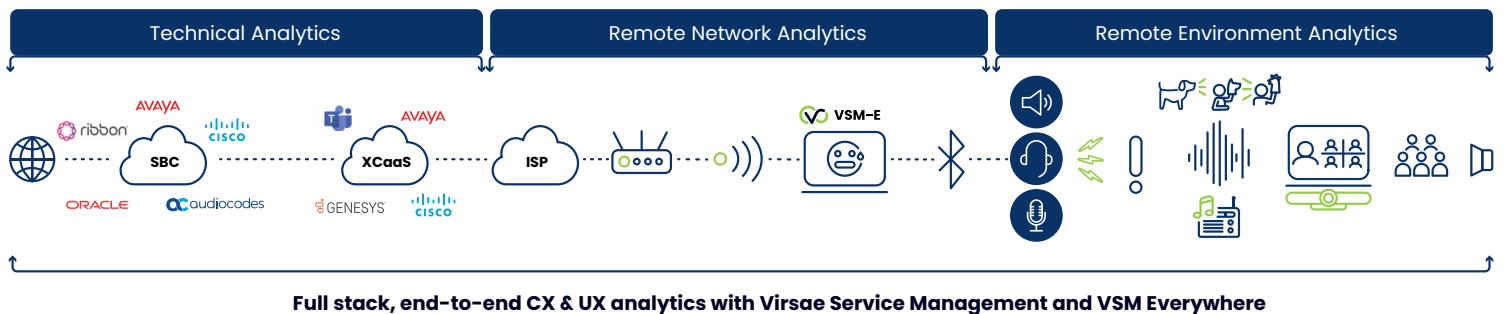 Technical Analytics
Remote Network Analytics
Remote Environment Analytics
AVAYA
ribbon
CISCO
SBC
ORACLE
audiocodes
T
AVAYA
XCaaS
GENESYS
CISCO
ISP
VSM-E
Full stack, end-to-end CX & UX analytics with Virsae Service Management and VSM Everywhere